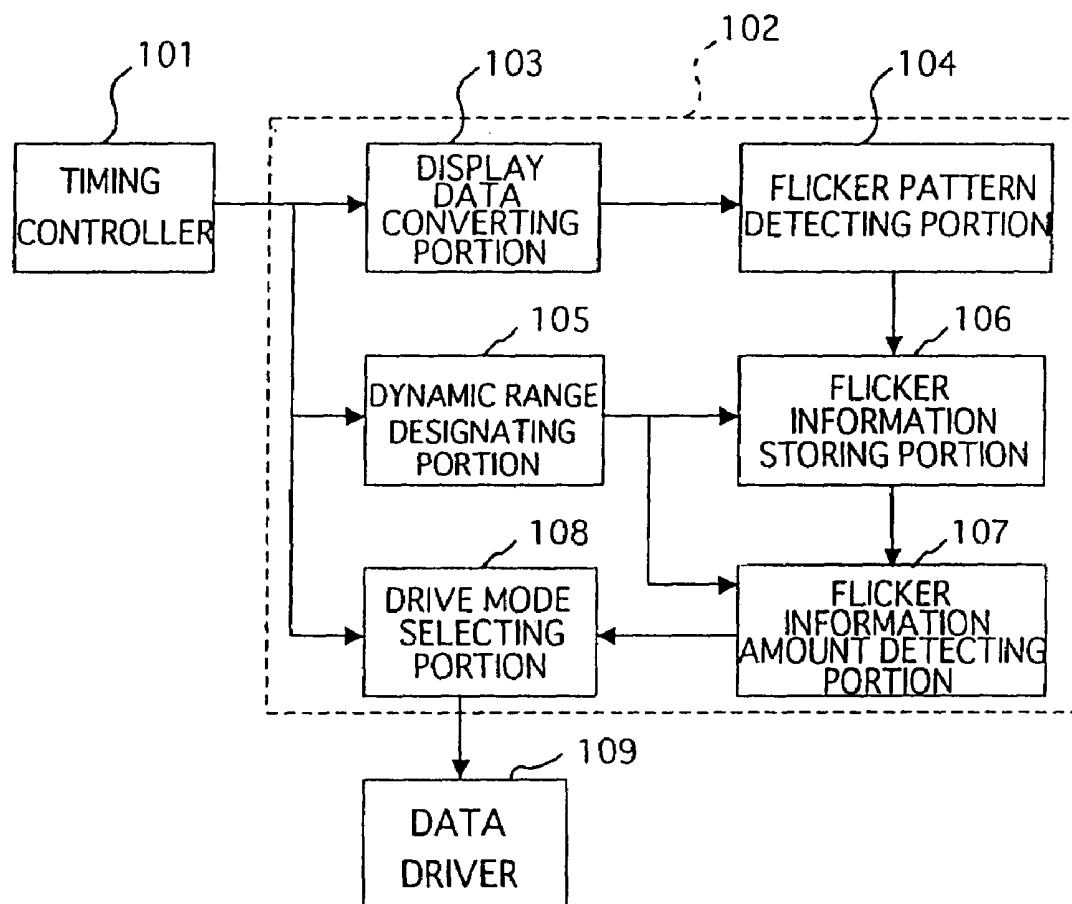 102
101
103
104
TIMING
CONTROLLER
DISPLAY
DATA
CONVERTING
PORTION
FLICKER PATTERN
DETECTING PORTION
105
106
DYNAMIC RANGE
DESIGNATING
PORTION
FLICKER
INFORMATION
STORING PORTION
108
107
DRIVE MODE
SELECTING
PORTION
FLICKER
INFORMATION
AMOUNT DETECTING
PORTION
109
DATA
DRIVER